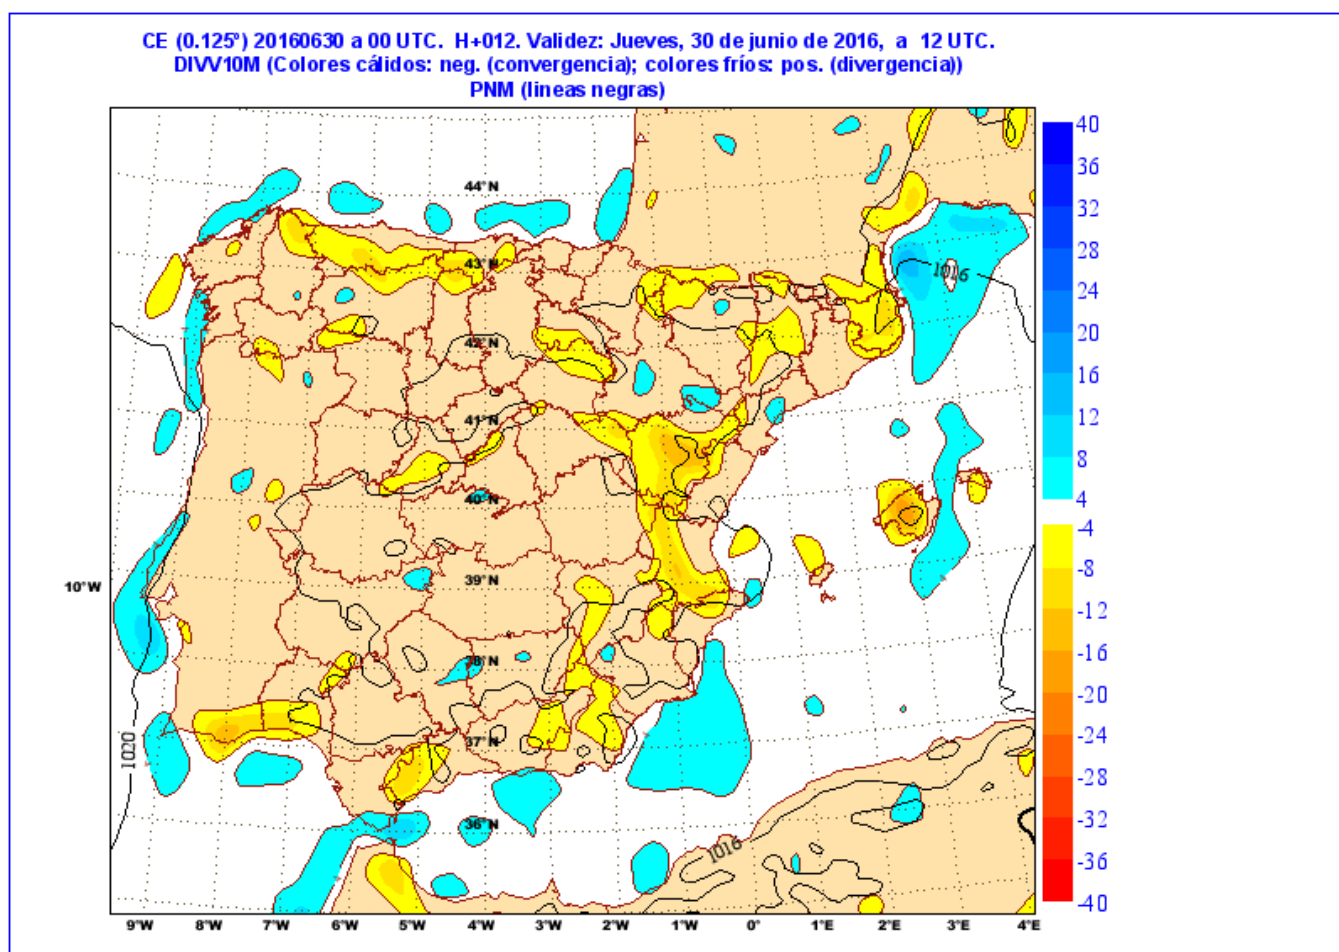 CE (0.125º) 20160630 a 00 UTC. H+012. Validez: Jueves, 30 de junio de 2016, a 12 UTC.
DIVV10M (Colores cálidos: neg. (convergencia); colores fríos: pos. (divergencia))
PNM (lineas negras)
40
36
32
28
24
20
16
12
8
4
-4
-8
-12
-16
-20
-24
-28
-32
-36
-40
44°N
43°N
42°N
41°N
40°N
39°N
38°N
37°N
36°N
10°W
1016
1020
1016
9°W 8°W 7°W 6°W 5°W 4°W 3°W 2°W 1°W 0° 1°E 2°E 3°E 4°E